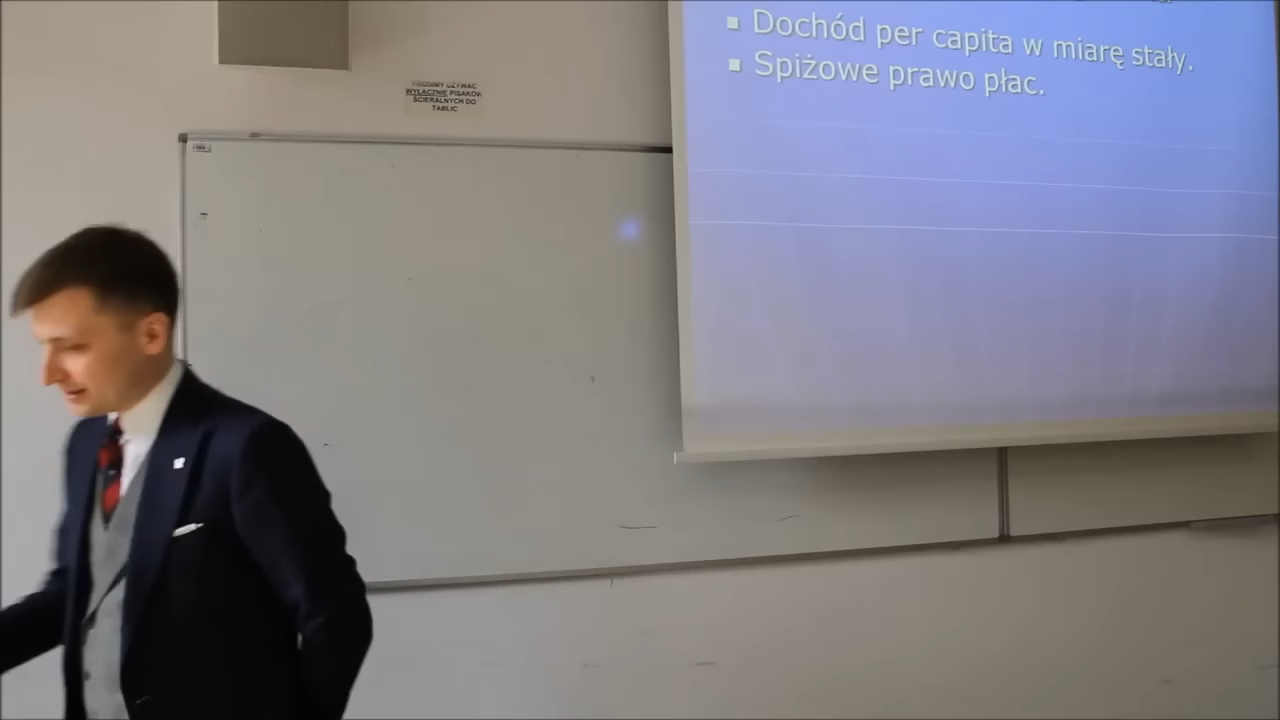 Dochód per capita w miarę stały.
Spiżowe prawo płac.
PROSIMY UŻYWAĆ
WYŁĄCZNIE PISAKÓW
ŚCIERALNYCH DO
TABLIC